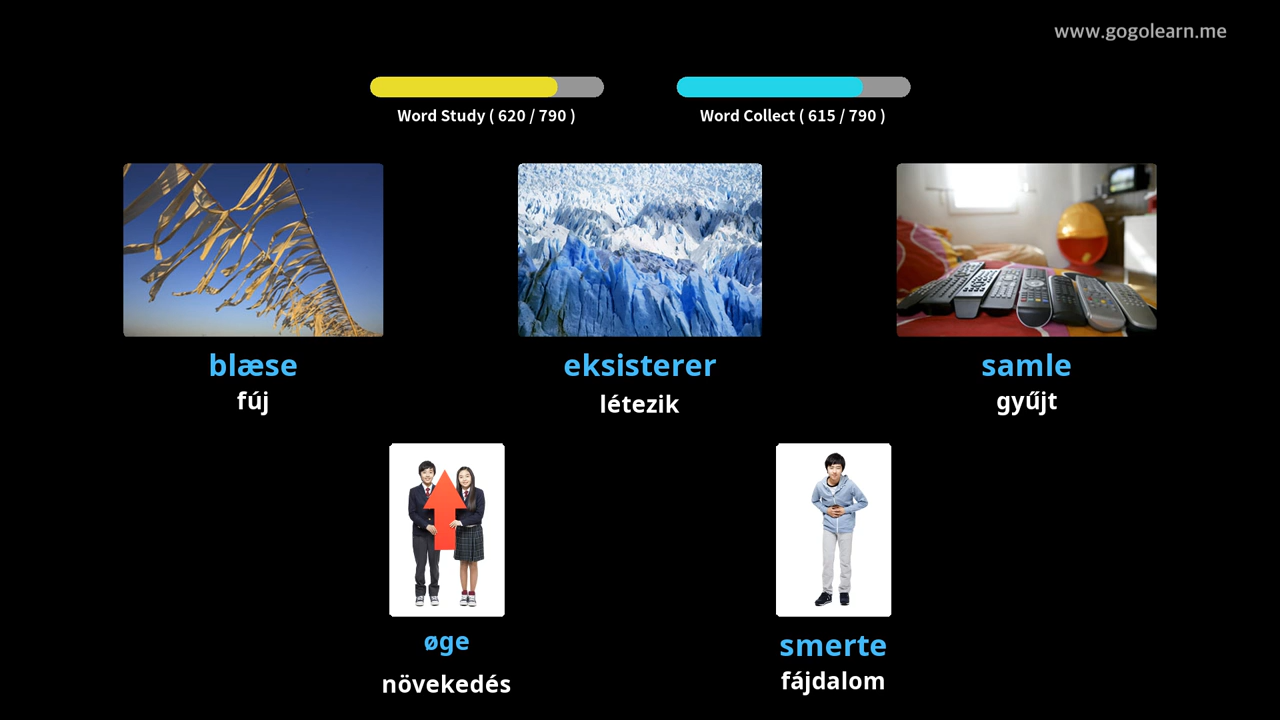 www.gogolearn.me
Word Study ( 620 / 790 )
Word Collect ( 615 / 790 )
blæse
fúj
eksisterer
létezik
samle
gyűjt
øge
növekedés
smerte
fájdalom